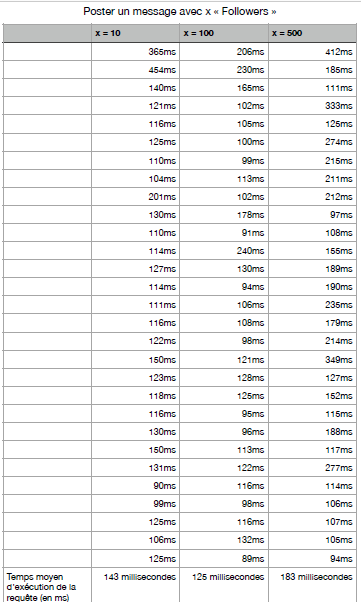 Poster un message avec x « Followers »
x = 10 x = 100 x = 500
365ms 206ms 412ms
454ms 230ms 185ms
140ms 165ms 111ms
121ms 102ms 333ms
116ms 105ms 125ms
125ms 100ms 274ms
110ms 99ms 215ms
104ms 113ms 211ms
201ms 102ms 212ms
130ms 178ms 97ms
110ms 91ms 108ms
114ms 240ms 155ms
127ms 130ms 189ms
114ms 94ms 190ms
111ms 106ms 235ms
116ms 108ms 179ms
122ms 98ms 214ms
150ms 121ms 349ms
123ms 128ms 127ms
118ms 125ms 152ms
116ms 95ms 115ms
130ms 96ms 188ms
150ms 113ms 117ms
131ms 122ms 277ms
90ms 116ms 114ms
99ms 98ms 106ms
125ms 116ms 107ms
106ms 132ms 105ms
125ms 89ms 94ms
Temps moyen 143 millisecondes 125 millisecondes 183 millisecondes
d'exécution de la
requête (en ms)